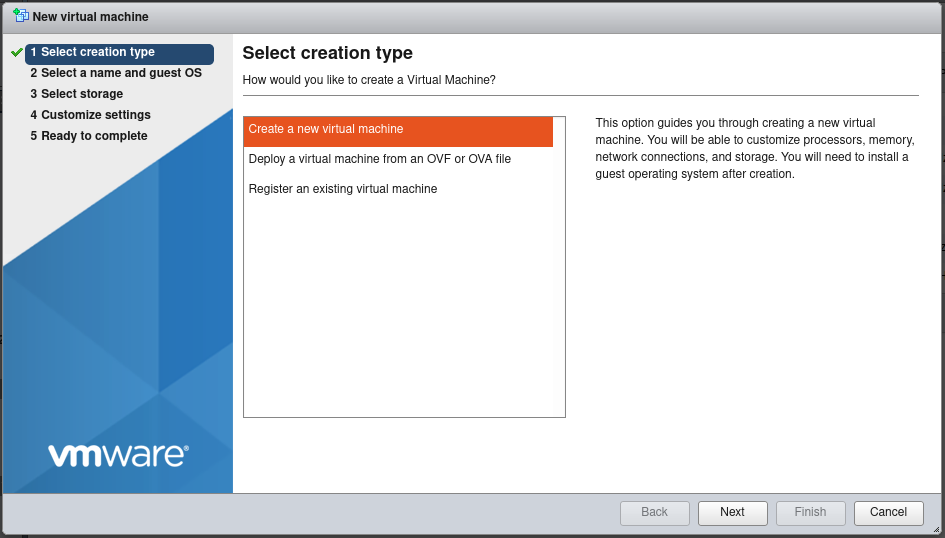 New virtual machine
1 Select creation type
2 Select a name and guest OS
3 Select storage
4 Customize settings
5 Ready to complete
vmware®
Select creation type
How would you like to create a Virtual Machine?
Create a new virtual machine
Deploy a virtual machine from an OVF or OVA file
Register an existing virtual machine
This option guides you through creating a new virtual
machine. You will be able to customize processors, memory,
network connections, and storage. You will need to install a
guest operating system after creation.
Back
Next
Finish
Cancel